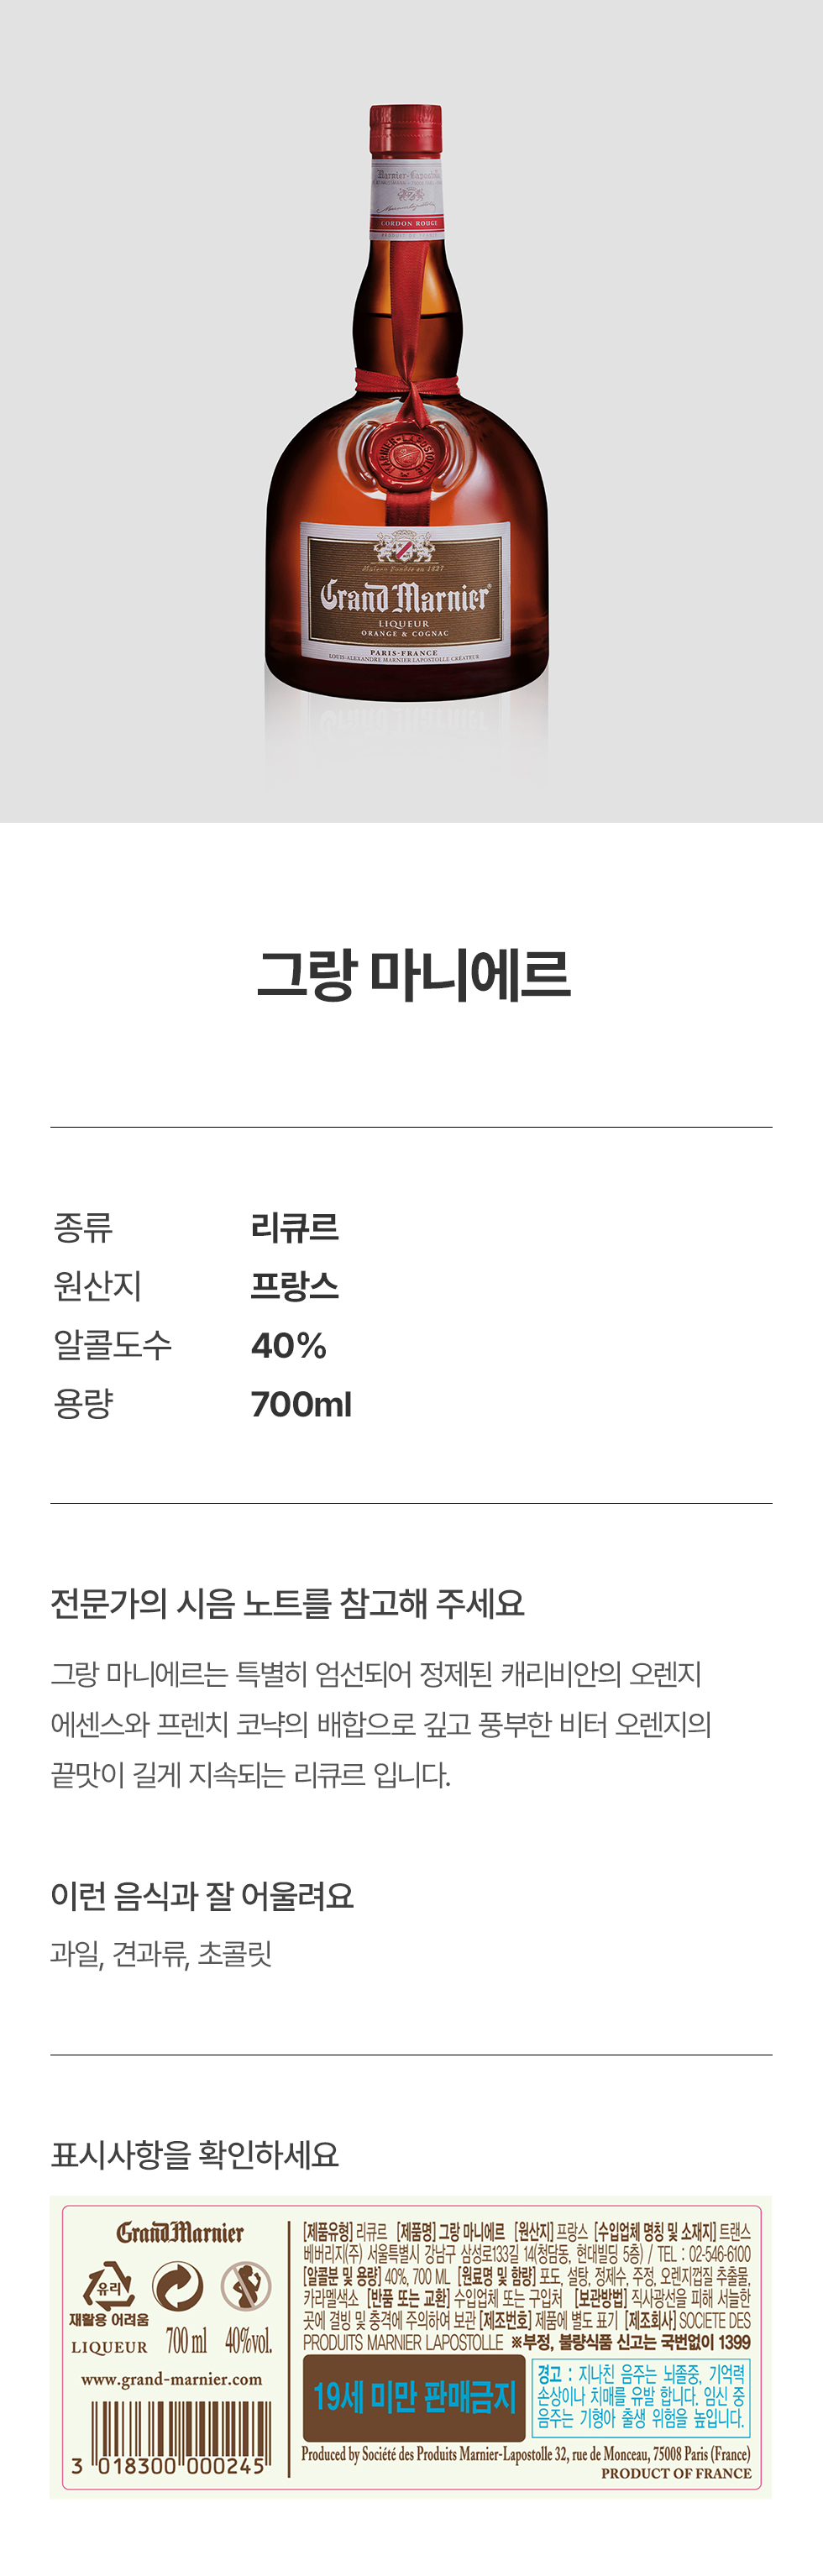 Marnier-Lapostolle
CORDON ROUGE
MARNIER-LAPOSTOLLE
Maison Fondée en 1827
Grand Marnier
LIQUEUR
ORANGE & COGNAC
PARIS-FRANCE
LOUIS-ALEXANDRE MARNIER LAPOSTOLLE CRÉATEUR
그랑 마니에르
종류 리큐르
원산지 프랑스
알콜도수 40%
용량 700ml
전문가의 시음 노트를 참고해 주세요
그랑 마니에르는 특별히 엄선되어 정제된 캐리비안의 오렌지
에센스와 프렌치 코냑의 배합으로 깊고 풍부한 비터 오렌지의
끝맛이 길게 지속되는 리큐르 입니다.
이런 음식과 잘 어울려요
과일, 견과류, 초콜릿
표시사항을 확인하세요
Grand Marnier
유리
재활용 어려움
LIQUEUR 700 ml 40%vol.
www.grand-marnier.com
3 018300 000245
[제품유형] 리큐르 [제품명] 그랑 마니에르 [원산지] 프랑스 [수입업체 명칭 및 소재지] 트랜스
베버리지(주) 서울특별시 강남구 삼성로133길 14(청담동, 현대빌딩 5층) / TEL : 02-546-6100
[알콜분 및 용량] 40%, 700 ML [원료명 및 함량] 포도, 설탕, 정제수, 주정, 오렌지껍질 추출물,
카라멜색소 [반품 또는 교환] 수입업체 또는 구입처 [보관방법] 직사광선을 피해 서늘한
곳에 결빙 및 충격에 주의하여 보관 [제조번호] 제품에 별도 표기 [제조회사] SOCIETE DES
PRODUITS MARNIER LAPOSTOLLE ※부정, 불량식품 신고는 국번없이 1399
19세 미만 판매금지
경고 : 지나친 음주는 뇌졸중, 기억력
손상이나 치매를 유발 합니다. 임신 중
음주는 기형아 출생 위험을 높입니다.
Produced by Société des Produits Marnier-Lapostolle 32, rue de Monceau, 75008 Paris (France)
PRODUCT OF FRANCE